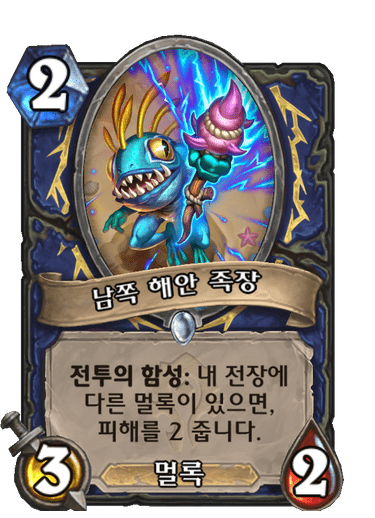 2
남쪽 해안 족장
전투의 함성: 내 전장에
다른 멀록이 있으면,
피해를 2 줍니다.
3
멀록
2